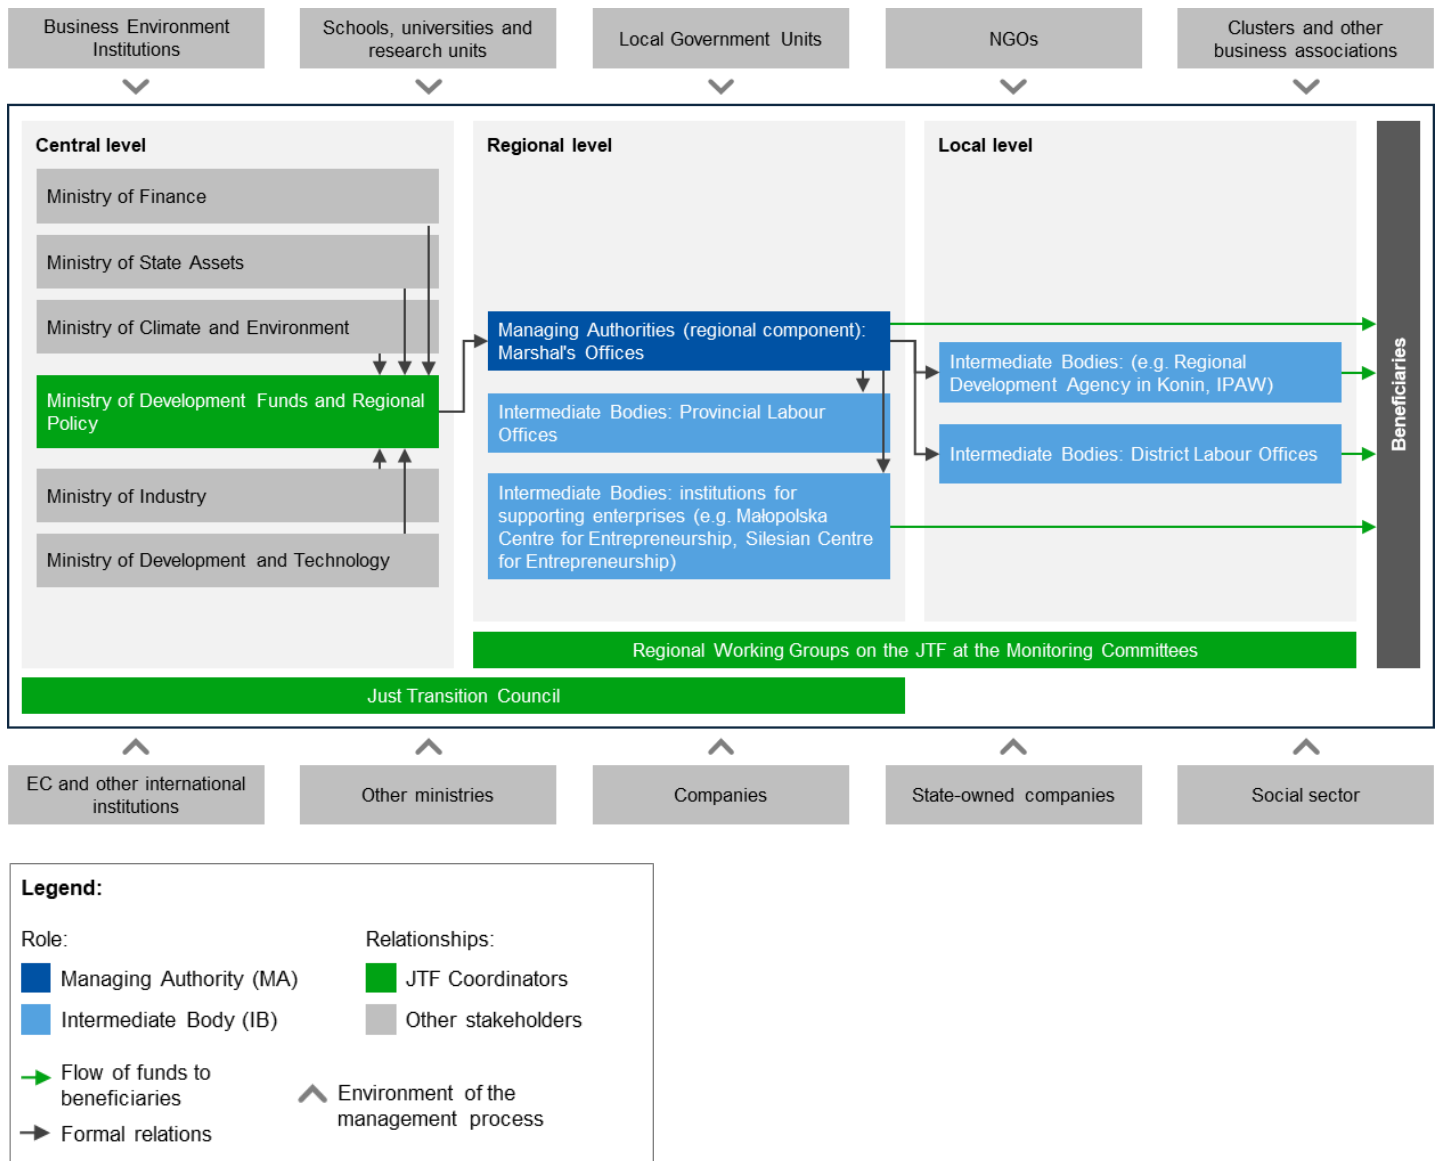 Business Environment
Institutions
Schools, universities and
research units
Local Government Units
NGOs
Clusters and other
business associations
Central level
Ministry of Finance
Ministry of State Assets
Ministry of Climate and Environment
Ministry of Development Funds and Regional
Policy
Ministry of Industry
Ministry of Development and Technology
Regional level
Managing Authorities (regional component):
Marshal's Offices
Intermediate Bodies: Provincial Labour
Offices
Intermediate Bodies: institutions for
supporting enterprises (e.g. Małopolska
Centre for Entrepreneurship, Silesian Centre
for Entrepreneurship)
Local level
Intermediate Bodies: (e.g. Regional
Development Agency in Konin, IPAW)
Intermediate Bodies: District Labour Offices
Beneficiaries
Regional Working Groups on the JTF at the Monitoring Committees
Just Transition Council
EC and other international
institutions
Other ministries
Companies
State-owned companies
Social sector
Legend:
Role:
Managing Authority (MA)
Intermediate Body (IB)
Relationships:
JTF Coordinators
Other stakeholders
Flow of funds to
beneficiaries
Formal relations
Environment of the
management process